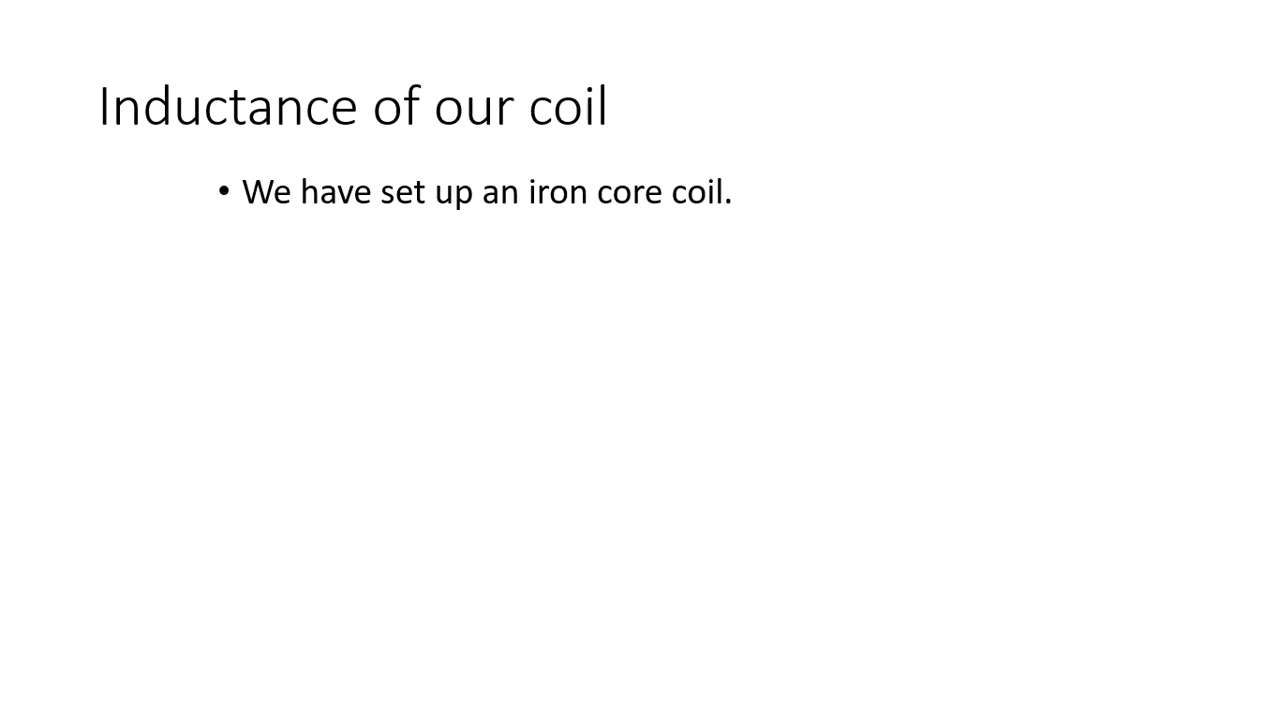 Inductance of our coil
• We have set up an iron core coil.